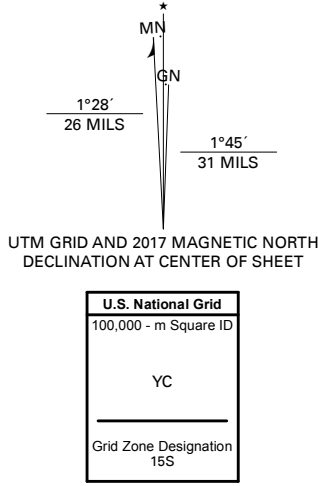 ★
MN
GN
1°28´
26 MILS
1°45´
31 MILS
UTM GRID AND 2017 MAGNETIC NORTH
DECLINATION AT CENTER OF SHEET
U.S. National Grid
100,000 - m Square ID
YC
Grid Zone Designation
15S